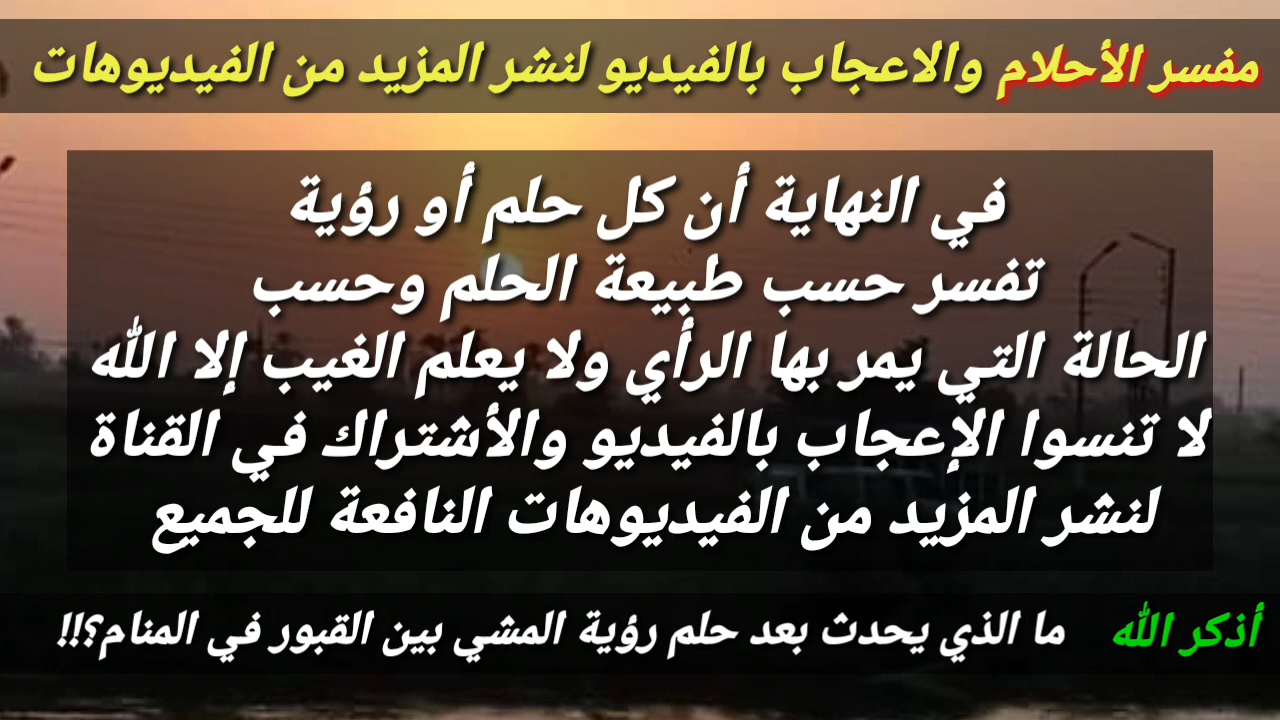 مفسر الأحلام والاعجاب بالفيديو لنشر المزيد من الفيديوهات
في النهاية أن كل حلم أو رؤية
تفسر حسب طبيعة الحلم وحسب
الحالة التي يمر بها الرأي ولا يعلم الغيب إلا الله
لا تنسوا الإعجاب بالفيديو والأشتراك في القناة
لنشر المزيد من الفيديوهات النافعة للجميع
أذكر الله ما الذي يحدث بعد حلم رؤية المشي بين القبور في المنام؟!!